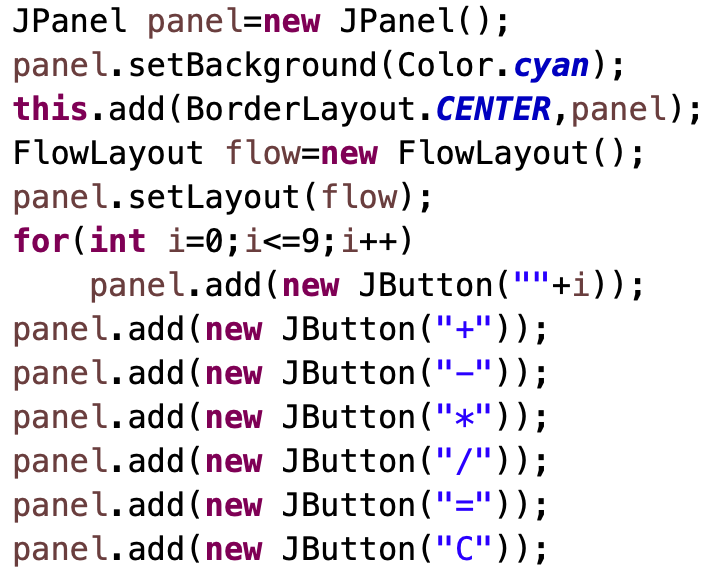 JPanel panel=new JPanel();
panel.setBackground(Color.cyan);
this.add(BorderLayout.CENTER,panel);
FlowLayout flow=new FlowLayout();
panel.setLayout(flow);
for(int i=0;i<=9;i++)
    panel.add(new JButton(""+i));
panel.add(new JButton("+"));
panel.add(new JButton("-"));
panel.add(new JButton("*"));
panel.add(new JButton("/"));
panel.add(new JButton("="));
panel.add(new JButton("C"));